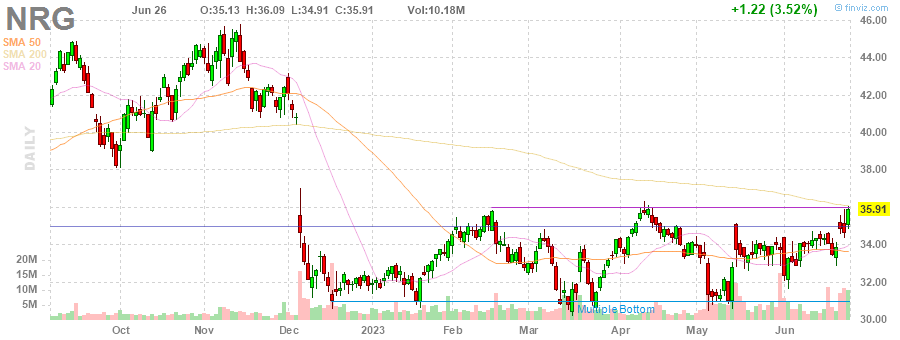 NRG Jun 26 O:35.13 H:36.09 L:34.91 C:35.91 Vol:10.18M +1.22 (3.52%) © finviz.com
SMA 50
SMA 200
SMA 20
DAILY
46.00
44.00
42.00
40.00
38.00
35.91
34.00
32.00
30.00
20M
15M
10M
5M
Multiple Bottom
Oct Nov Dec 2023 Feb Mar Apr May Jun